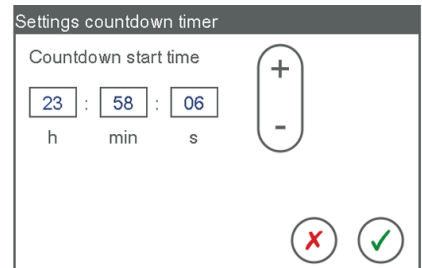 Settings countdown timer
Countdown start time
23 : 58 : 06
h min s
+
-